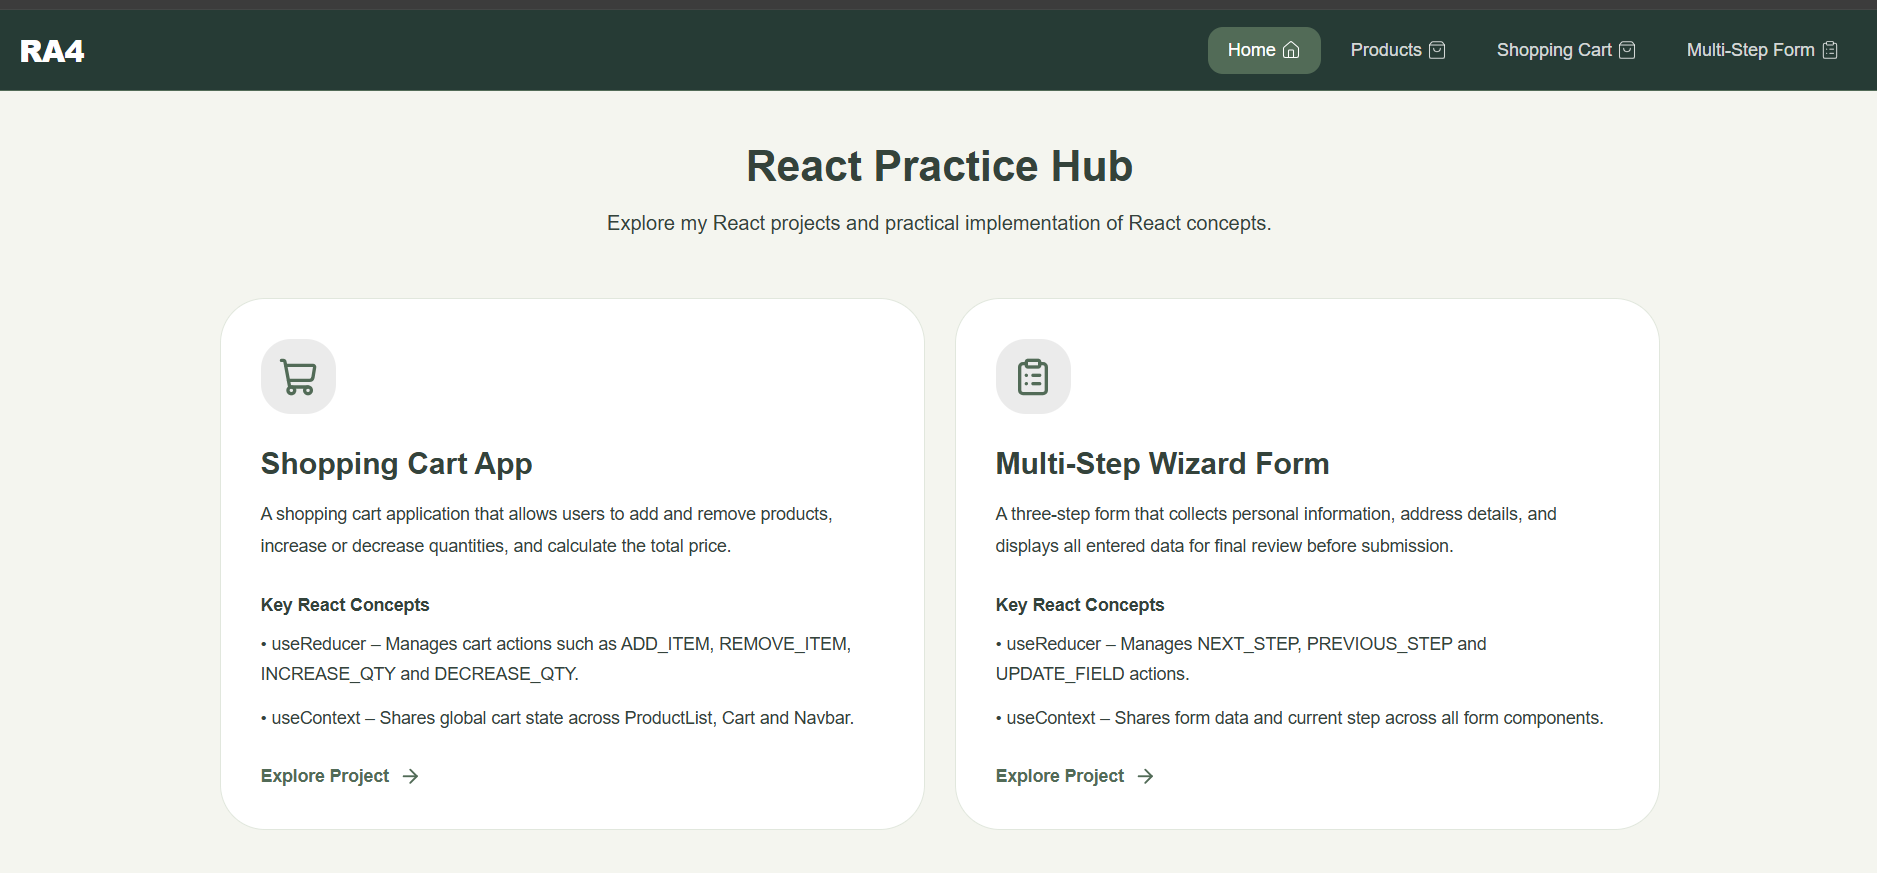 RA4
Home
Products
Shopping Cart
Multi-Step Form
React Practice Hub
Explore my React projects and practical implementation of React concepts.
Shopping Cart App
A shopping cart application that allows users to add and remove products,
increase or decrease quantities, and calculate the total price.
Key React Concepts
• useReducer – Manages cart actions such as ADD_ITEM, REMOVE_ITEM,
INCREASE_QTY and DECREASE_QTY.
• useContext – Shares global cart state across ProductList, Cart and Navbar.
Explore Project
Multi-Step Wizard Form
A three-step form that collects personal information, address details, and
displays all entered data for final review before submission.
Key React Concepts
• useReducer – Manages NEXT_STEP, PREVIOUS_STEP and
UPDATE_FIELD actions.
• useContext – Shares form data and current step across all form components.
Explore Project